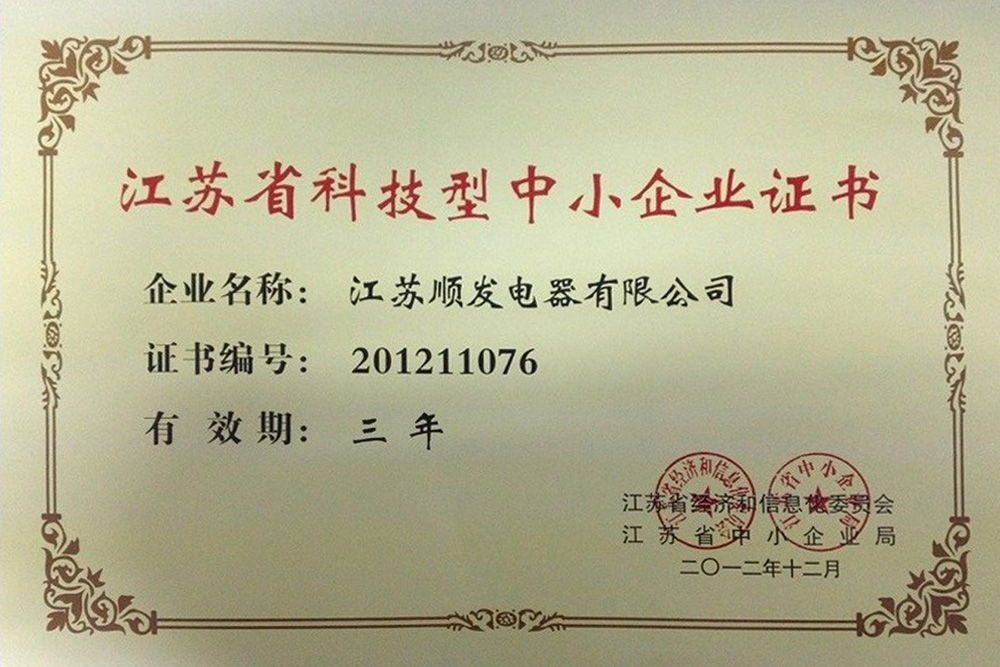 江苏省科技型中小企业证书
企业名称： 江苏顺发电器有限公司
证书编号： 201211076
有 效 期： 三 年
江苏省经济和信息化委员会
江 苏 省 中 小 企 业 局
二〇一二年十二月